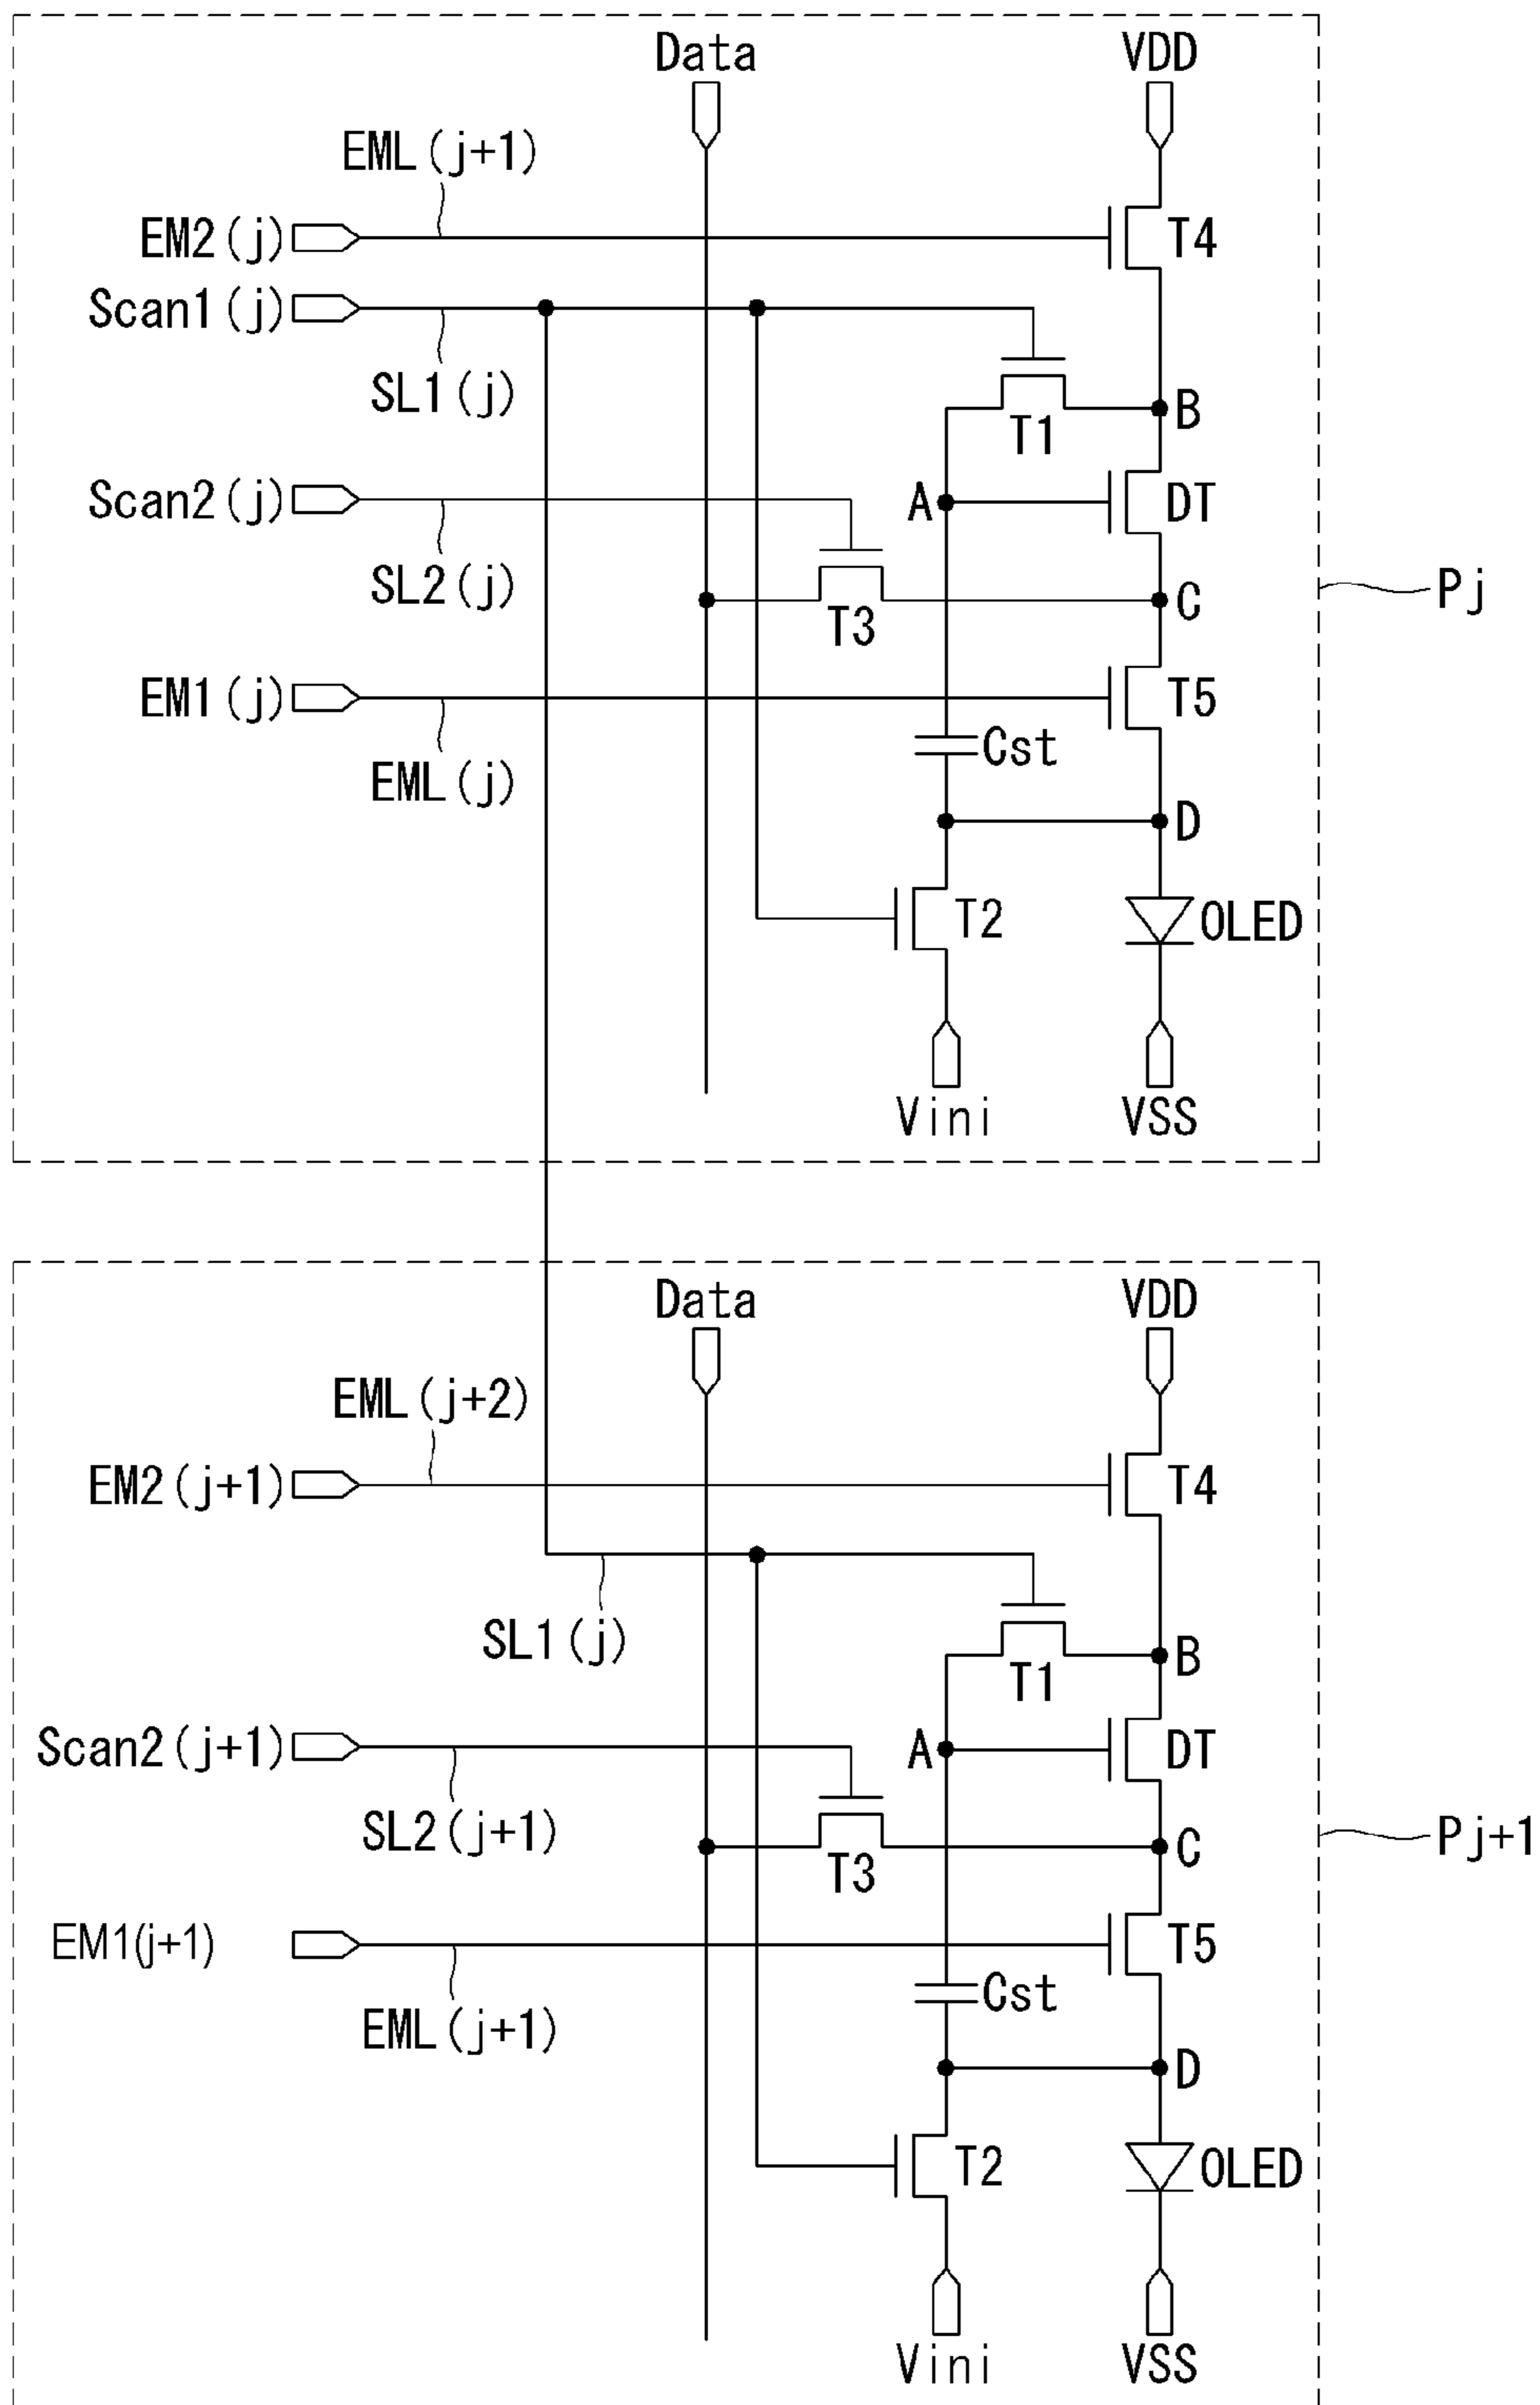 Data
VDD
EML(j+1)
EM2(j)
T4
Scan1(j)
SL1(j)
T1
B
Scan2(j)
A
DT
SL2(j)
T3
C
Pj
EM1(j)
T5
EML(j)
Cst
D
T2
OLED
Vini
VSS
Data
VDD
EML(j+2)
EM2(j+1)
T4
SL1(j)
T1
B
Scan2(j+1)
A
DT
SL2(j+1)
T3
C
Pj+1
EM1(j+1)
T5
EML(j+1)
Cst
D
T2
OLED
Vini
VSS